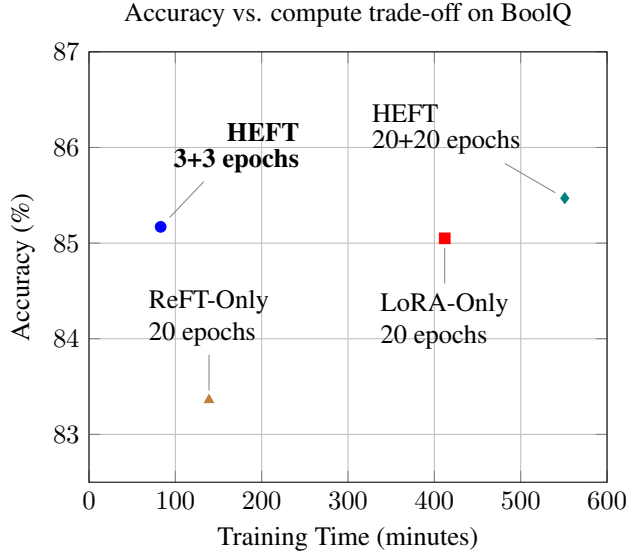 Accuracy vs. compute trade-off on BoolQ
87
86
85
84
83
Accuracy (%)
HEFT
3+3 epochs
HEFT
20+20 epochs
ReFT-Only
20 epochs
LoRA-Only
20 epochs
0 100 200 300 400 500 600
Training Time (minutes)